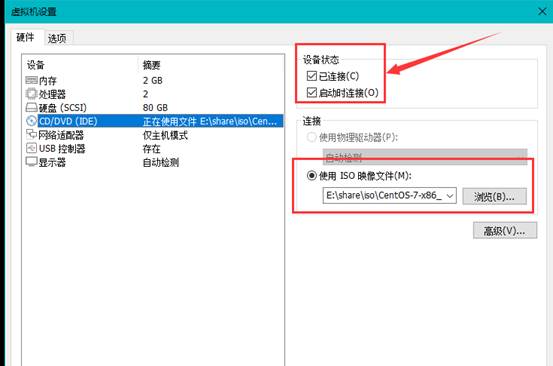 虚拟机设置
硬件 选项
设备 摘要
内存 2 GB
处理器 2
硬盘 (SCSI) 80 GB
CD/DVD (IDE) 正在使用文件 E:\share\iso\Cen...
网络适配器 仅主机模式
USB 控制器 存在
显示器 自动检测
设备状态
已连接(C)
启动时连接(O)
连接
使用物理驱动器(P):
自动检测
使用 ISO 映像文件(M):
E:\share\iso\CentOS-7-x86_ 浏览(B)...
高级(V)...